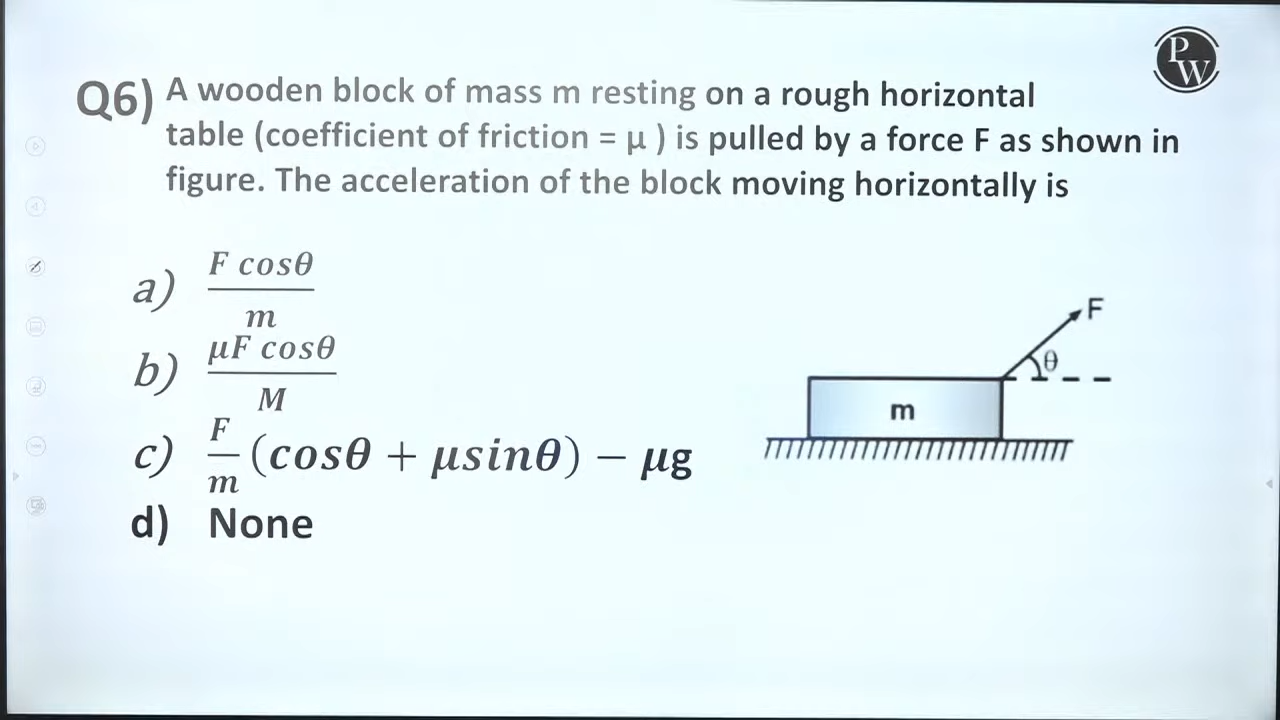 P
W
Q6) A wooden block of mass m resting on a rough horizontal
table (coefficient of friction = μ ) is pulled by a force F as shown in
figure. The acceleration of the block moving horizontally is
a) F cosθ / m
b) μF cosθ / M
c) F/m (cosθ + μsinθ) − μg
d) None
F
θ
m